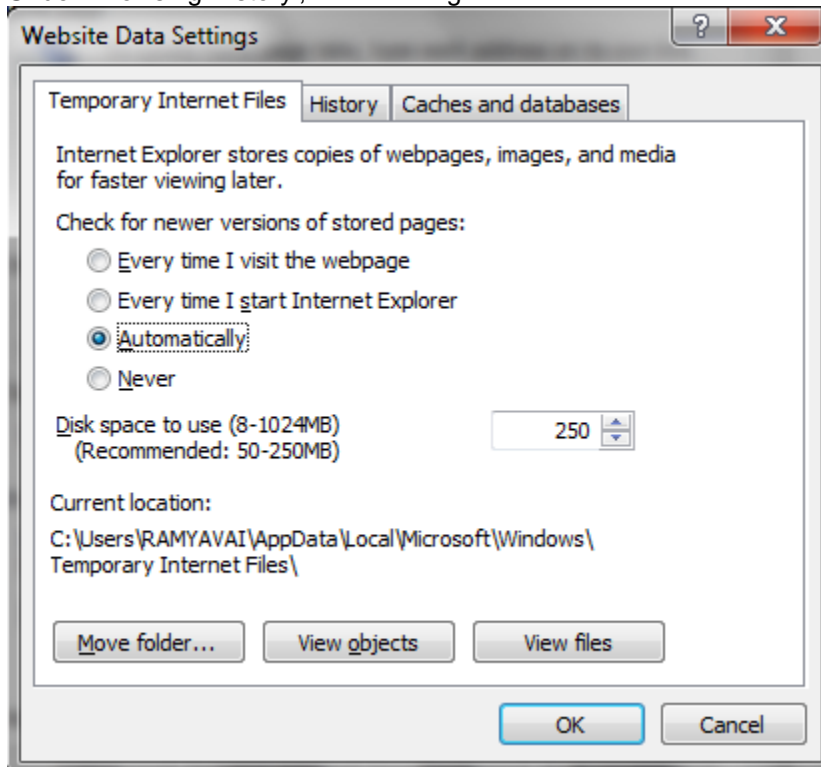 Website Data Settings
Temporary Internet Files History Caches and databases
Internet Explorer stores copies of webpages, images, and media
for faster viewing later.
Check for newer versions of stored pages:
Every time I visit the webpage
Every time I start Internet Explorer
Automatically
Never
Disk space to use (8-1024MB) 250
(Recommended: 50-250MB)
Current location:
C:\Users\RAMYAVAI\AppData\Local\Microsoft\Windows\
Temporary Internet Files\
Move folder... View objects View files
OK Cancel